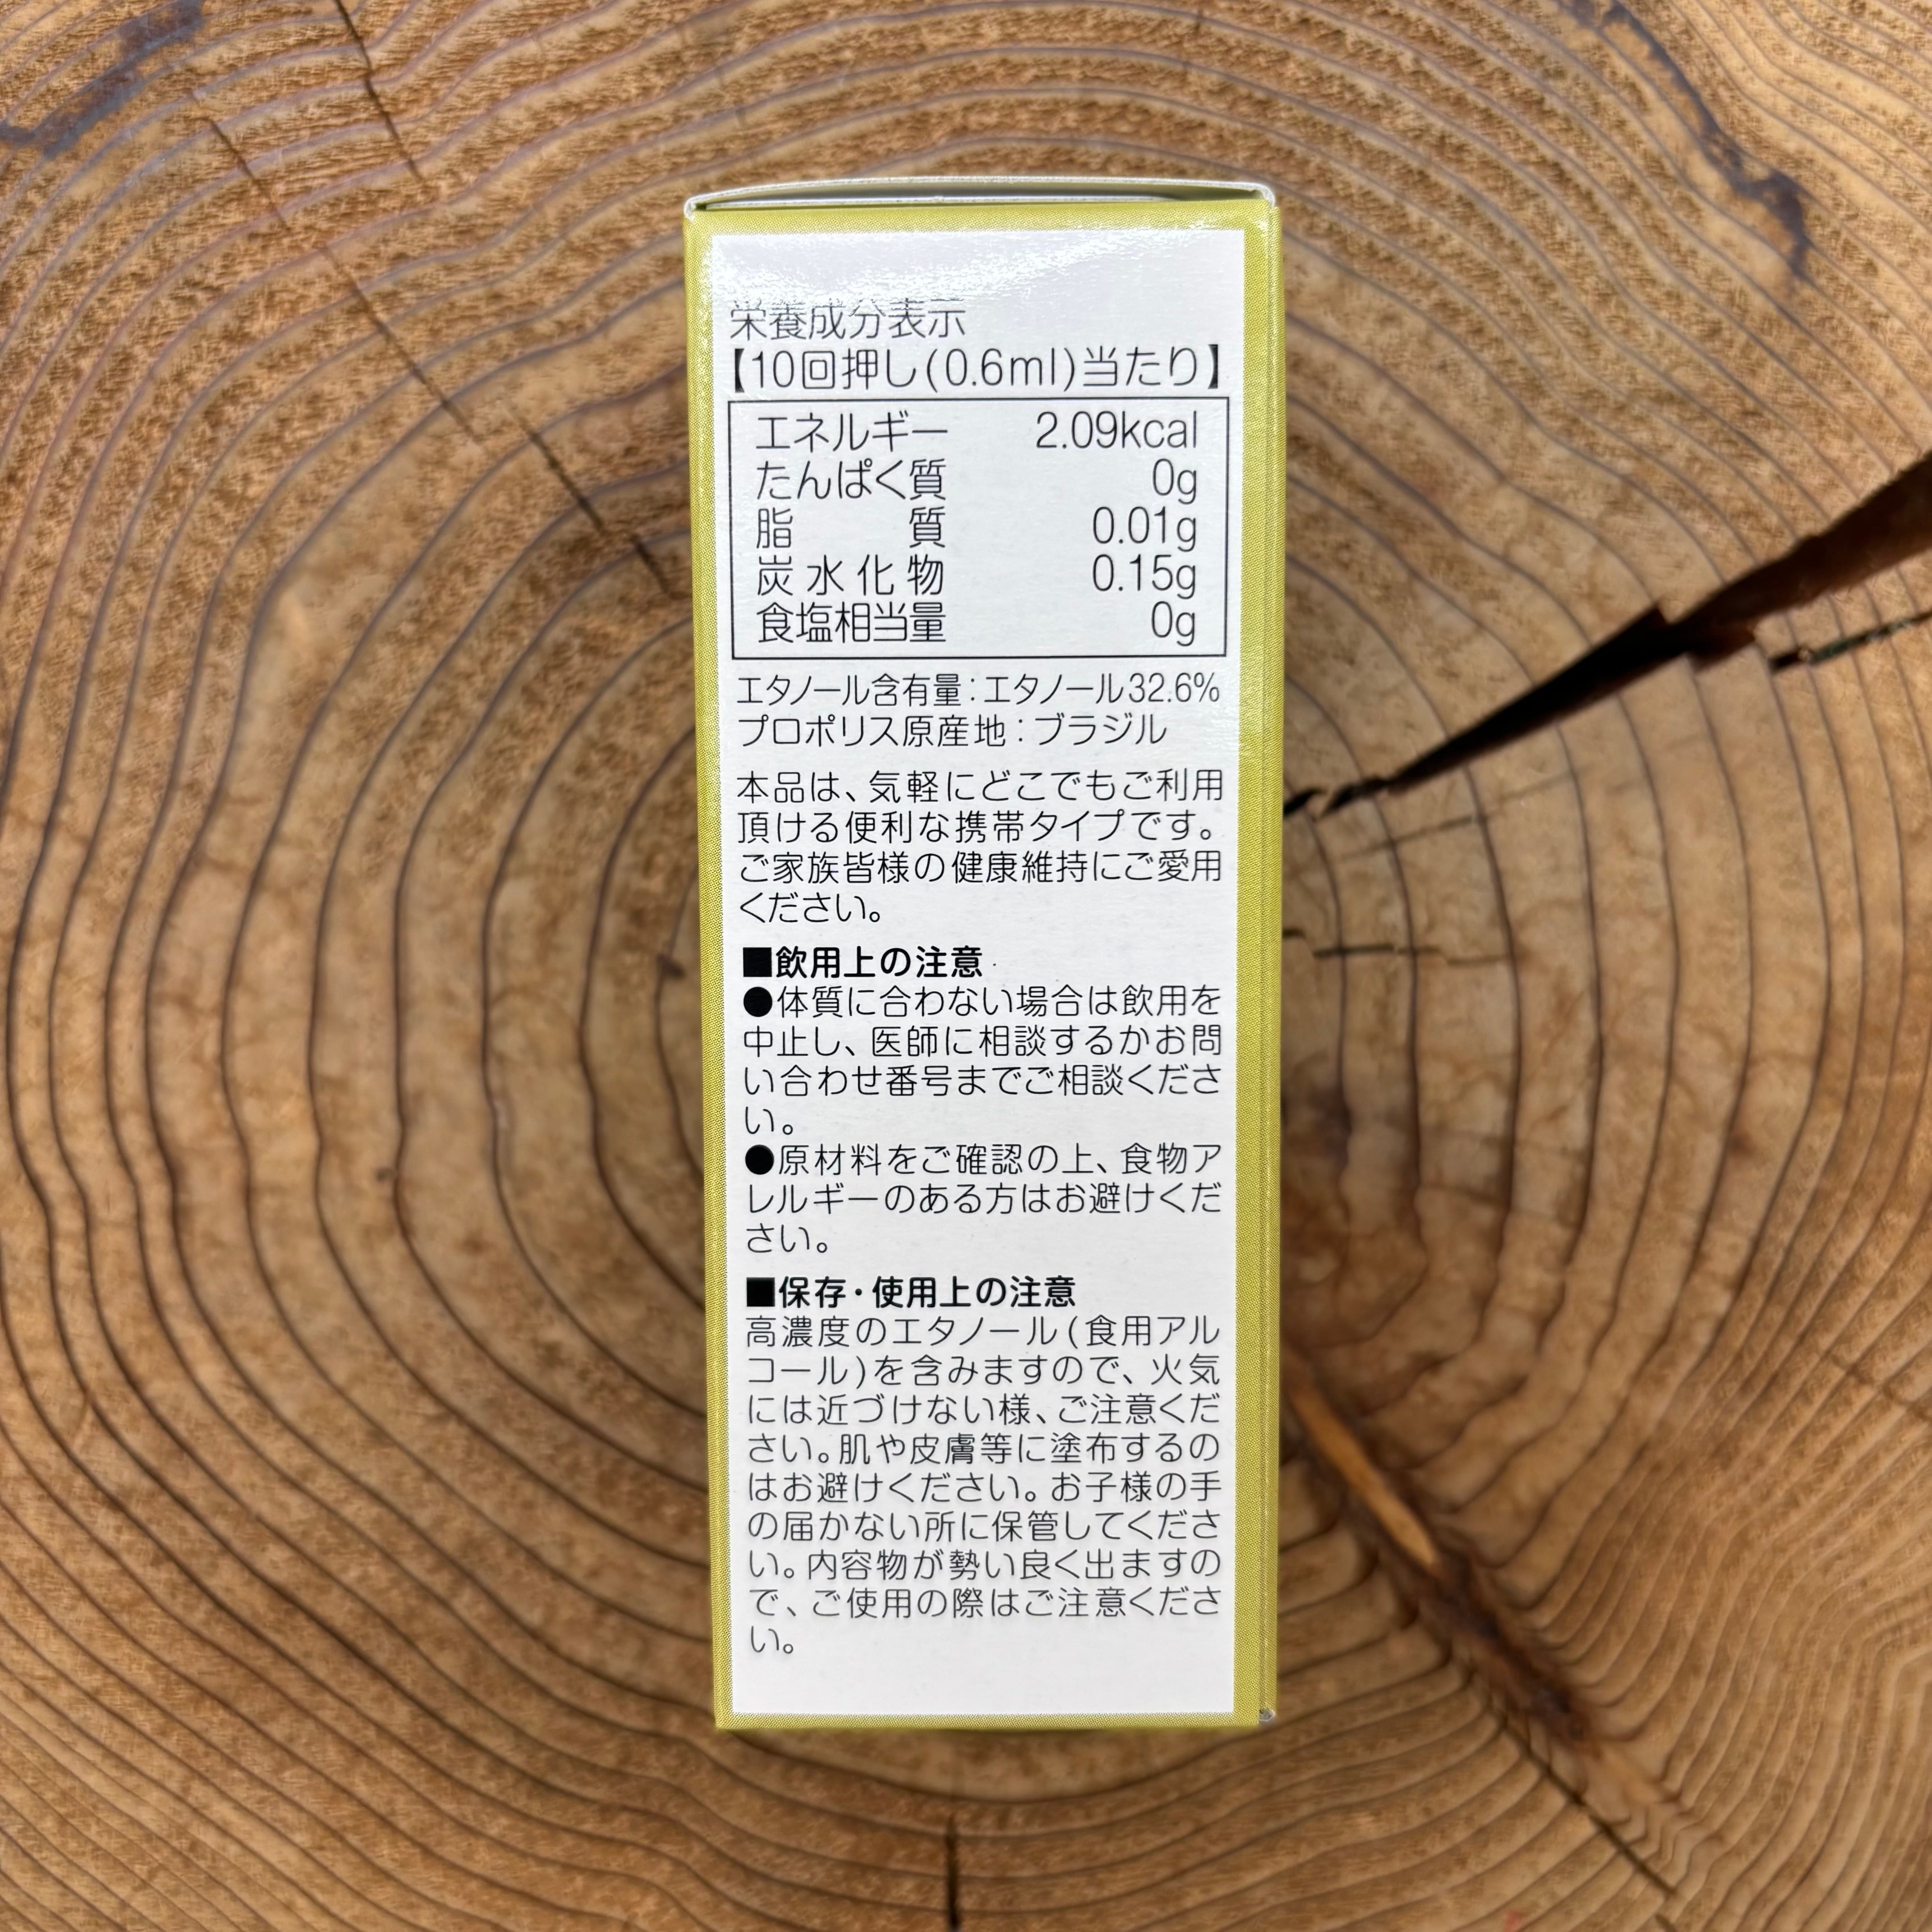 栄養成分表示
【10回押し(0.6ml)当たり】
エネルギー 2.09kcal
たんぱく質 0g
脂質 0.01g
炭水化物 0.15g
食塩相当量 0g
エタノール含有量：エタノール32.6%
プロポリス原産地：ブラジル
本品は、気軽にどこでもご利用
頂ける便利な携帯タイプです。
ご家族皆様の健康維持にご愛用
ください。
■飲用上の注意
●体質に合わない場合は飲用を
中止し、医師に相談するかお問
い合わせ番号までご相談くださ
い。
●原材料をご確認の上、食物ア
レルギーのある方はお避けくだ
さい。
■保存・使用上の注意
高濃度のエタノール(食用アル
コール)を含みますので、火気
には近づけない様、ご注意くだ
さい。肌や皮膚等に塗布するの
はお避けください。お子様の手
の届かない所に保管してくださ
い。内容物が勢い良く出ますの
で、ご使用の際はご注意くださ
い。